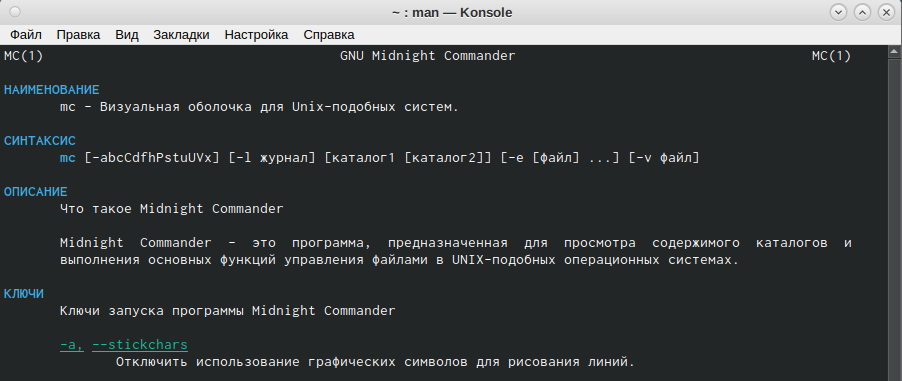 ~ : man — Konsole
Файл Правка Вид Закладки Настройка Справка
MC(1) GNU Midnight Commander MC(1)
НАИМЕНОВАНИЕ
mc - Визуальная оболочка для Unix-подобных систем.
СИНТАКСИС
mc [-abcCdfhPstuUVx] [-l журнал] [каталог1 [каталог2]] [-e [файл] ...] [-v файл]
ОПИСАНИЕ
Что такое Midnight Commander
Midnight Commander - это программа, предназначенная для просмотра содержимого каталогов и
выполнения основных функций управления файлами в UNIX-подобных операционных системах.
КЛЮЧИ
Ключи запуска программы Midnight Commander
-a, --stickchars
Отключить использование графических символов для рисования линий.